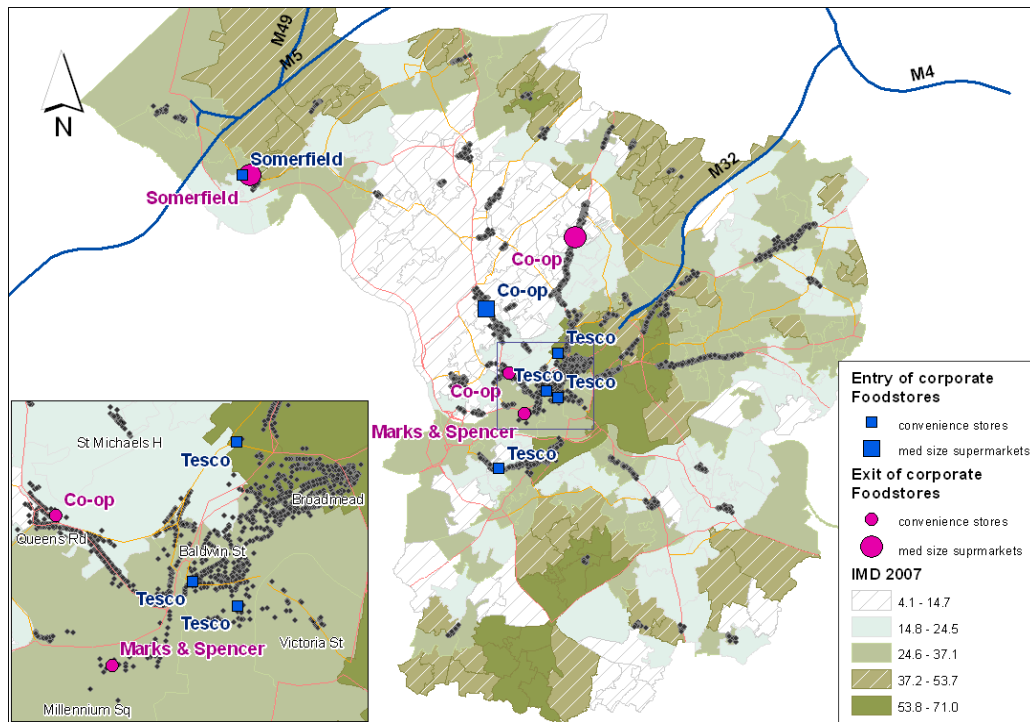 M49
M5
M4
N
M32
Somerfield
Somerfield
Co-op
Co-op
Tesco
Tesco
Tesco
Co-op
Marks & Spencer
Tesco
St Michaels H
Tesco
Broadmead
Co-op
Queens Rd
Baldwin St
Tesco
Tesco
Victoria St
Marks & Spencer
Millennium Sq
Entry of corporate
Foodstores
convenience stores
med size supermarkets
Exit of corporate
Foodstores
convenience stores
med size suprmarkets
IMD 2007
4.1 - 14.7
14.8 - 24.5
24.6 - 37.1
37.2 - 53.7
53.8 - 71.0